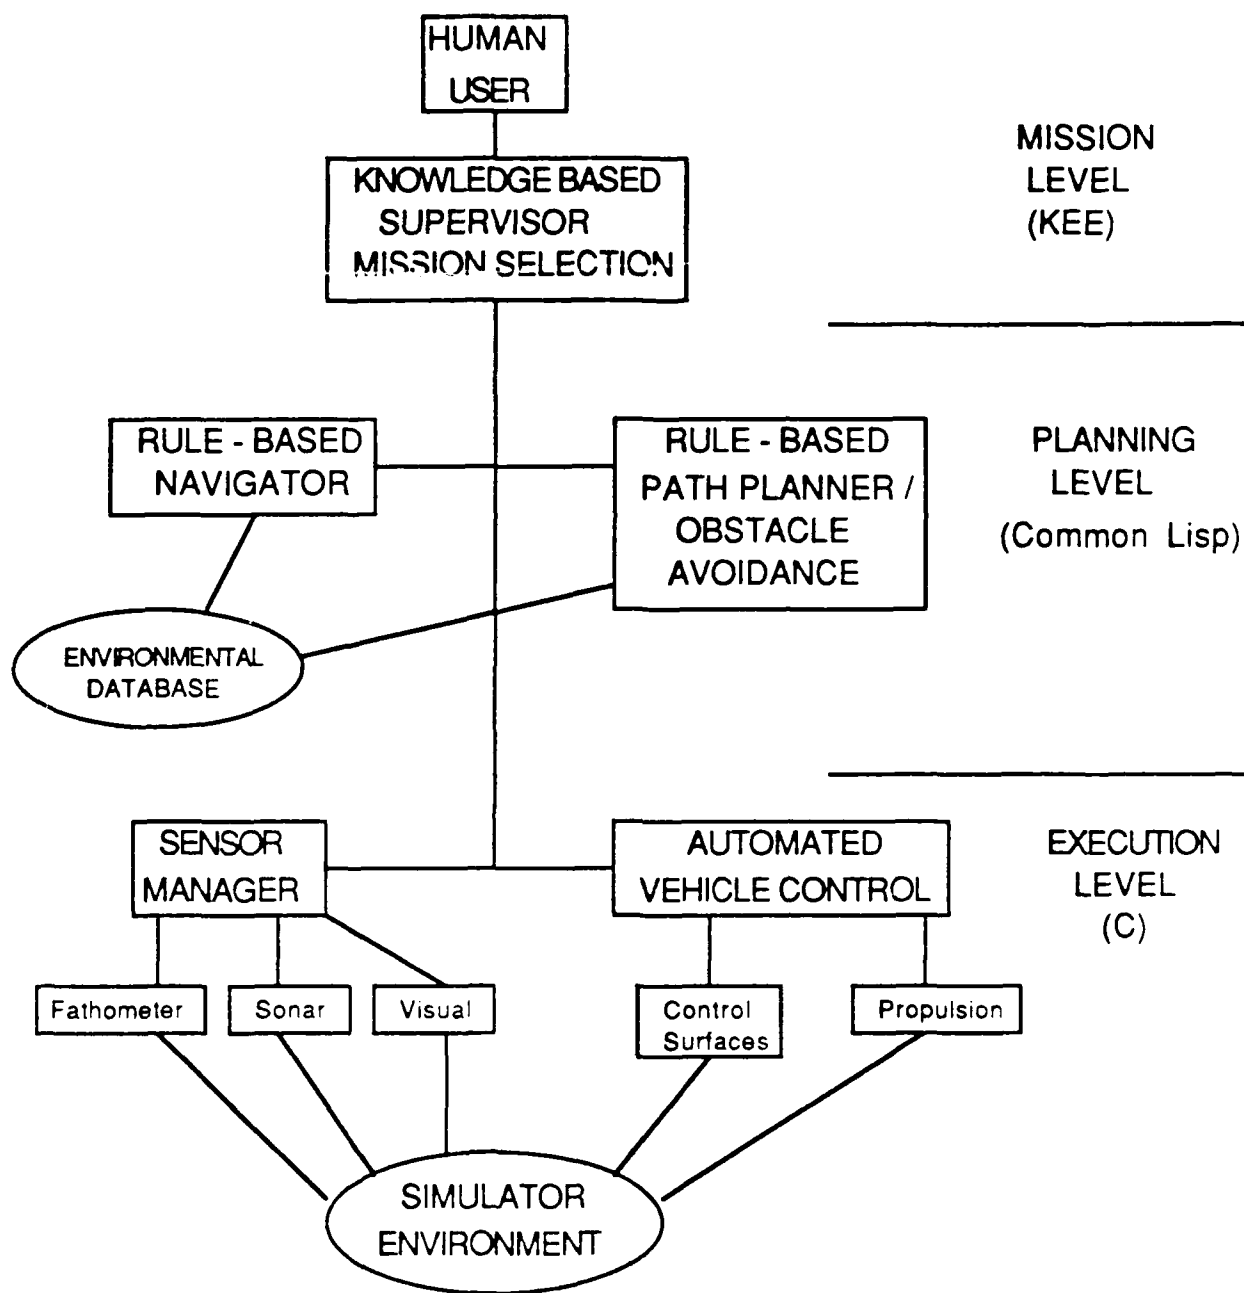 HUMAN
USER
KNOWLEDGE BASED
SUPERVISOR
MISSION SELECTION
MISSION
LEVEL
(KEE)
RULE - BASED
NAVIGATOR
RULE - BASED
PATH PLANNER /
OBSTACLE
AVOIDANCE
PLANNING
LEVEL
(Common Lisp)
ENVIRONMENTAL
DATABASE
SENSOR
MANAGER
AUTOMATED
VEHICLE CONTROL
EXECUTION
LEVEL
(C)
Fathometer
Sonar
Visual
Control
Surfaces
Propulsion
SIMULATOR
ENVIRONMENT